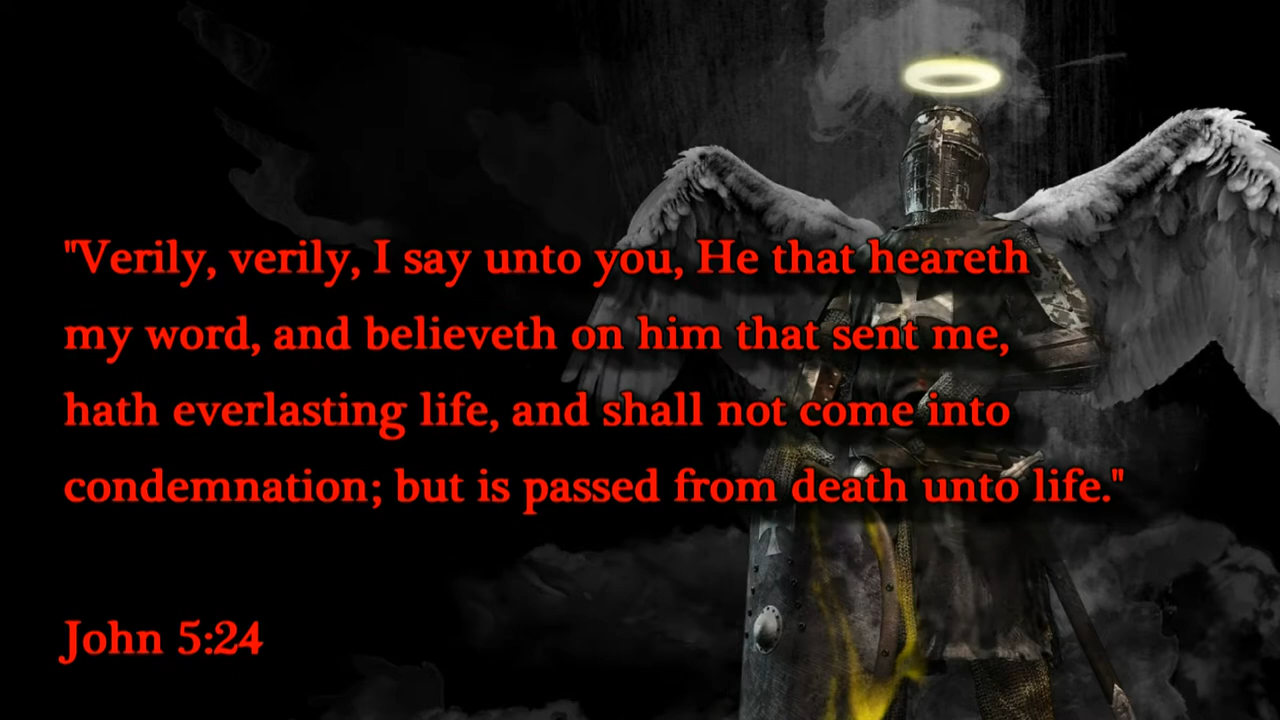 "Verily, verily, I say unto you, He that heareth
my word, and believeth on him that sent me,
hath everlasting life, and shall not come into
condemnation; but is passed from death unto life."
John 5:24